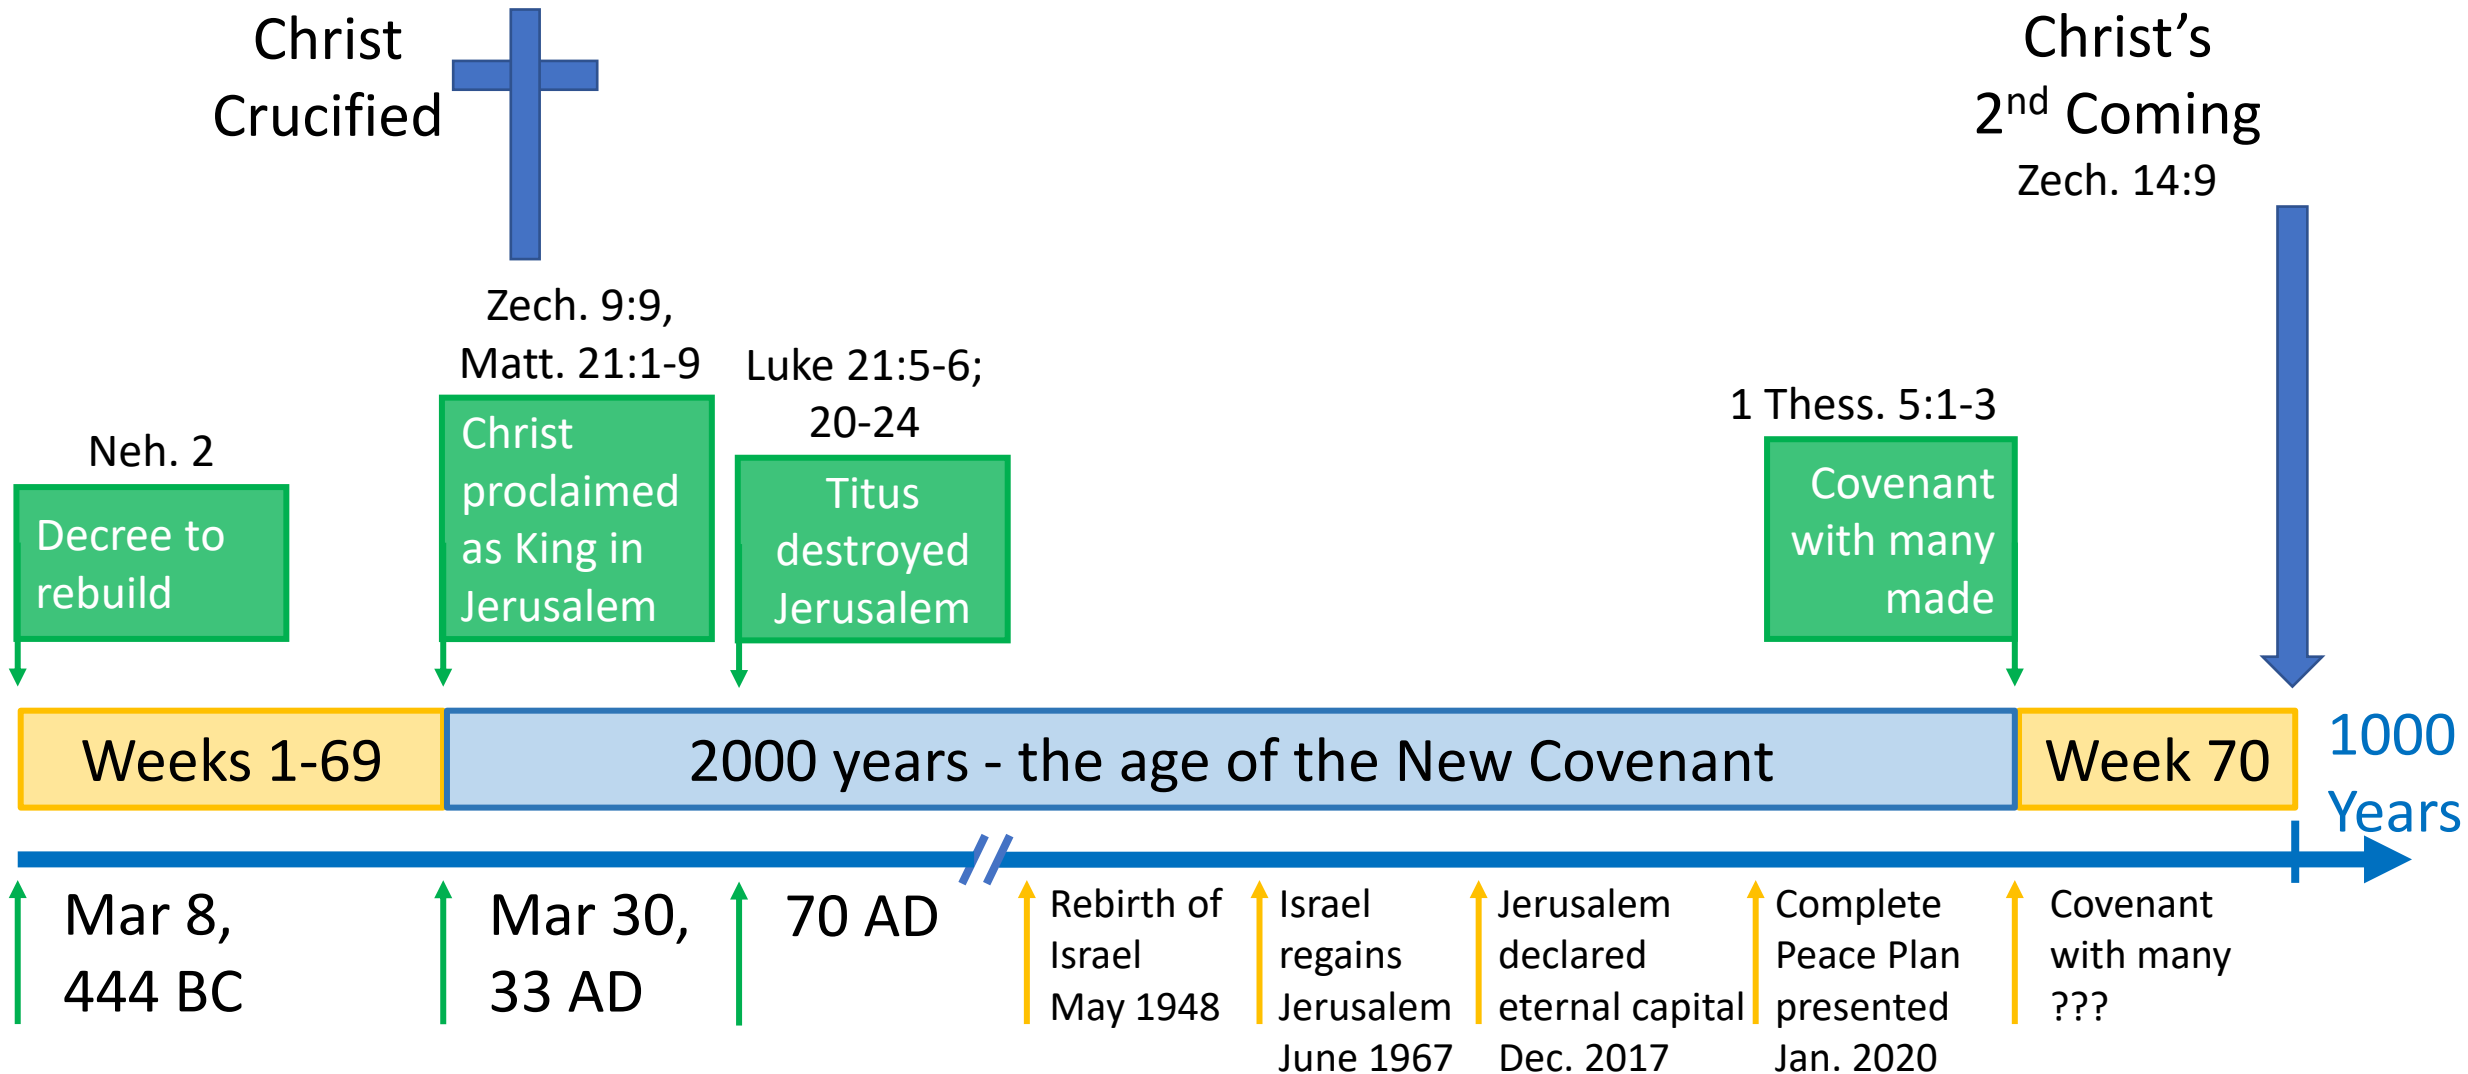 Christ
Crucified
Christ's
2nd Coming
Zech. 14:9
Zech. 9:9,
Matt. 21:1-9
Luke 21:5-6;
20-24
1 Thess. 5:1-3
Neh. 2
Decree to
rebuild
Christ
proclaimed
as King in
Jerusalem
Titus
destroyed
Jerusalem
Covenant
with many
made
Weeks 1-69
2000 years - the age of the New Covenant
Week 70
1000
Years
Mar 8,
444 BC
Mar 30,
33 AD
70 AD
Rebirth of
Israel
May 1948
Israel
regains
Jerusalem
June 1967
Jerusalem
declared
eternal capital
Dec. 2017
Complete
Peace Plan
presented
Jan. 2020
Covenant
with many
???